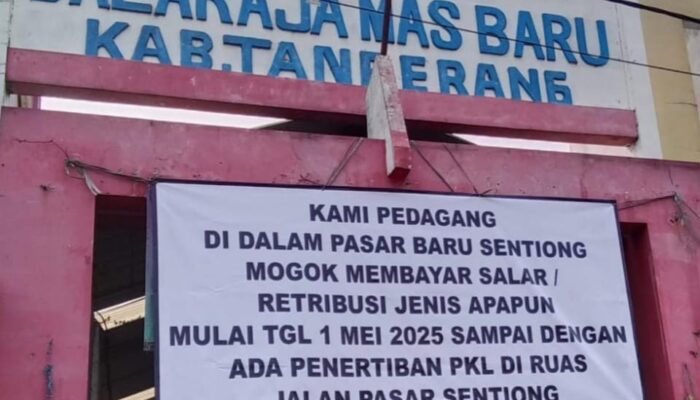 BALARAJA MAS BARU
KAB.TANGERANG
KAMI PEDAGANG
DI DALAM PASAR BARU SENTIONG
MOGOK MEMBAYAR SALAR /
RETRIBUSI JENIS APAPUN
MULAI TGL 1 MEI 2025 SAMPAI DENGAN
ADA PENERTIBAN PKL DI RUAS
JALAN PASAR SENTIONG